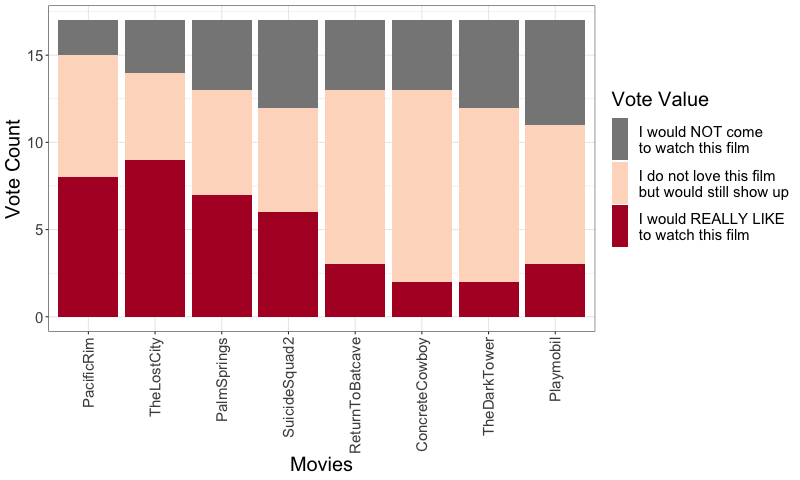 Vote Count
15
10
5
0
PacificRim
TheLostCity
PalmSprings
SuicideSquad2
ReturnToBatcave
ConcreteCowboy
TheDarkTower
Playmobil
Movies
Vote Value
I would NOT come
to watch this film
I do not love this film
but would still show up
I would REALLY LIKE
to watch this film